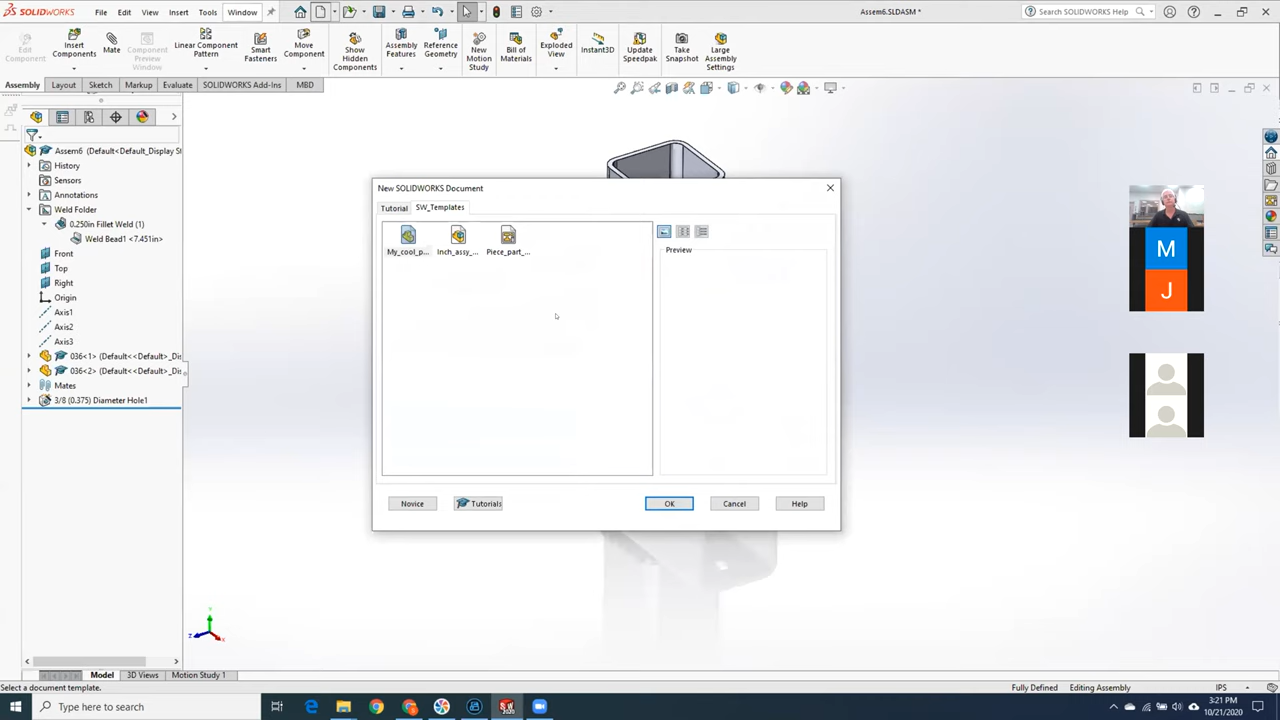 SOLIDWORKS File Edit View Insert Tools Window Assem6.SLDASM * Search SOLIDWORKS Help
Edit Component
Insert Components
Mate
Component Preview Window
Linear Component Pattern
Smart Fasteners
Move Component
Show Hidden Components
Assembly Features
Reference Geometry
New Motion Study
Bill of Materials
Exploded View
Instant3D
Update Speedpak
Take Snapshot
Large Assembly Settings
Assembly Layout Sketch Markup Evaluate SOLIDWORKS Add-Ins MBD
Assem6 (Default<Default_Display St
History
Sensors
Annotations
Weld Folder
0.250in Fillet Weld (1)
Weld Bead1 <7.451in>
Front
Top
Right
Origin
Axis1
Axis2
Axis3
036<1> (Default<<Default>_Dis
036<2> (Default<<Default>_Dis
Mates
3/8 (0.375) Diameter Hole1
New SOLIDWORKS Document
Tutorial SW_Templates
My_cool_p... Inch_assy_... Piece_part_...
Preview
Novice Tutorials OK Cancel Help
M
J
Y
Z X
Model 3D Views Motion Study 1
Select a document template. Fully Defined Editing Assembly IPS
Type here to search
3:21 PM
10/21/2020